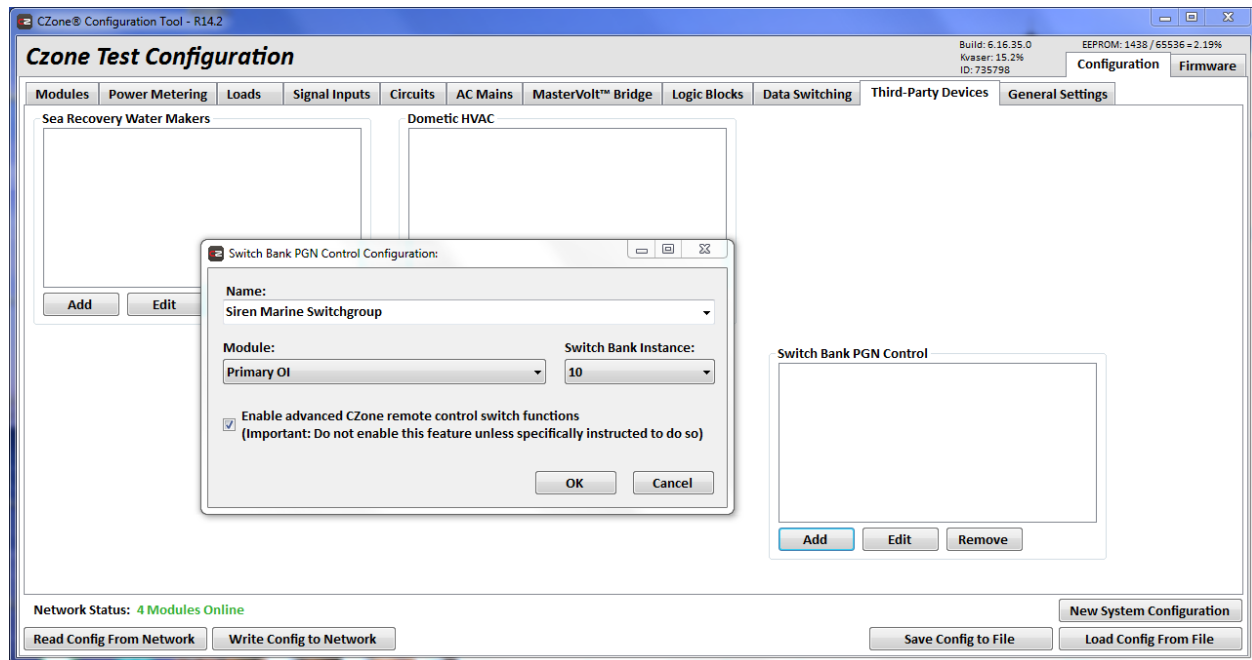 CZone® Configuration Tool - R14.2
Czone Test Configuration
Build: 6.16.35.0
Kvaser: 15.2%
ID: 735798
EEPROM: 1438 / 65536 = 2.19%
Configuration Firmware
Modules Power Metering Loads Signal Inputs Circuits AC Mains MasterVolt™ Bridge Logic Blocks Data Switching Third-Party Devices General Settings
Sea Recovery Water Makers
Dometic HVAC
Add Edit
Switch Bank PGN Control Configuration:
Name:
Siren Marine Switchgroup
Module: Switch Bank Instance:
Primary OI 10
Enable advanced CZone remote control switch functions
(Important: Do not enable this feature unless specifically instructed to do so)
OK Cancel
Switch Bank PGN Control
Add Edit Remove
Network Status: 4 Modules Online
New System Configuration
Read Config From Network Write Config to Network Save Config to File Load Config From File